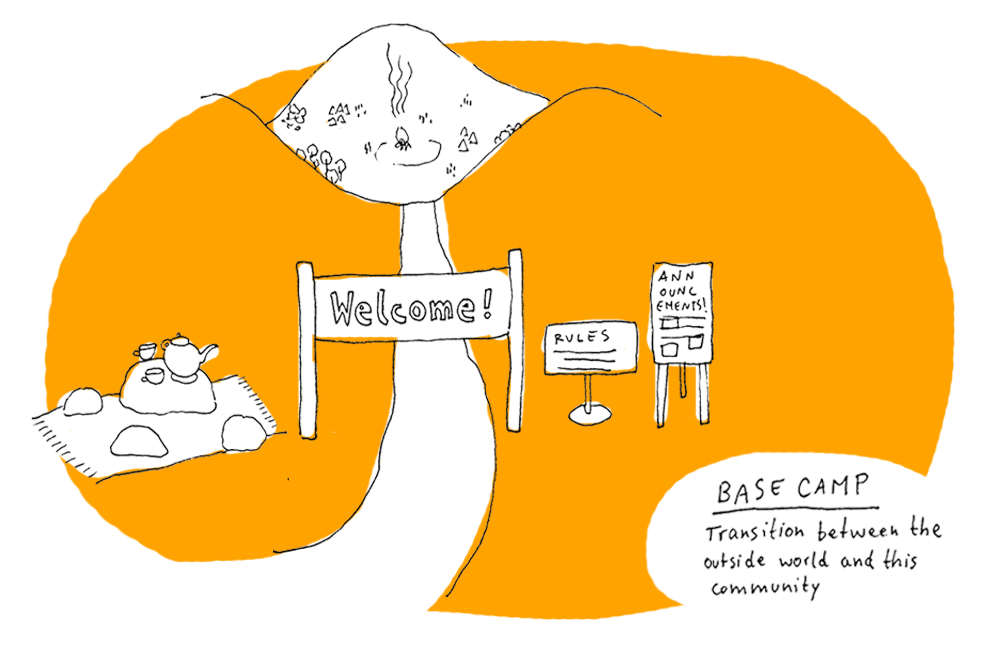 Welcome!
RULES
ANN
OUNC
EMENTS!
BASE CAMP
Transition between the
outside world and this
community